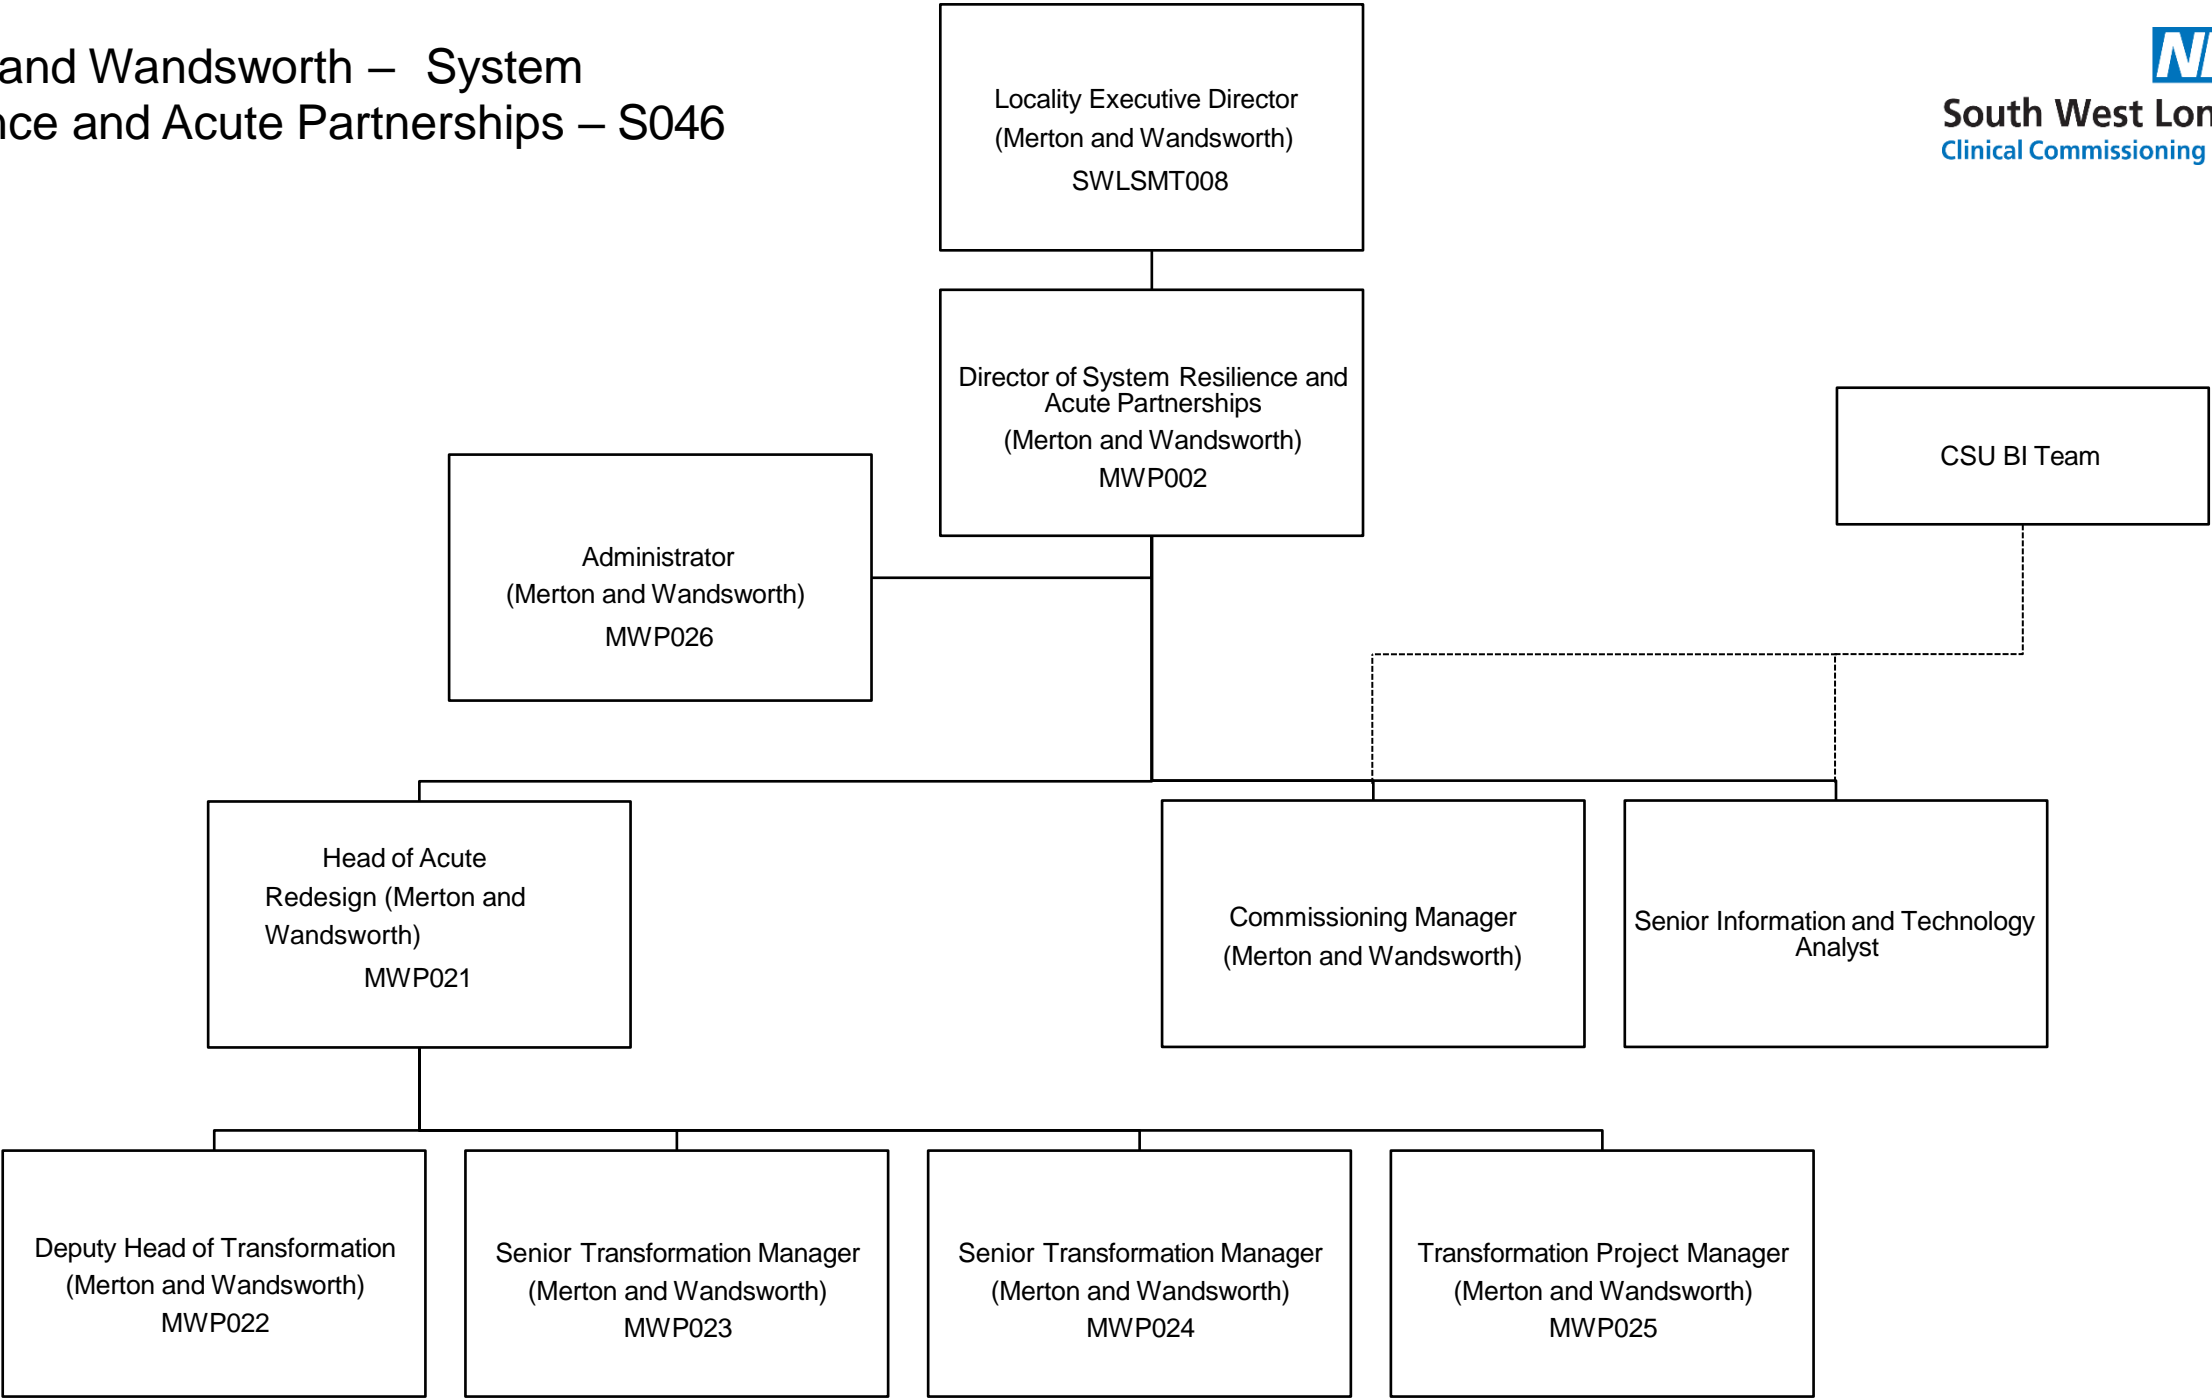 and Wandsworth – System
nce and Acute Partnerships – S046
South West Lon
Clinical Commissioning
Locality Executive Director
(Merton and Wandsworth)
SWLSMT008
Director of System Resilience and
Acute Partnerships
(Merton and Wandsworth)
MWP002
CSU BI Team
Administrator
(Merton and Wandsworth)
MWP026
Head of Acute
Redesign (Merton and
Wandsworth)
MWP021
Commissioning Manager
(Merton and Wandsworth)
Senior Information and Technology
Analyst
Deputy Head of Transformation
(Merton and Wandsworth)
MWP022
Senior Transformation Manager
(Merton and Wandsworth)
MWP023
Senior Transformation Manager
(Merton and Wandsworth)
MWP024
Transformation Project Manager
(Merton and Wandsworth)
MWP025